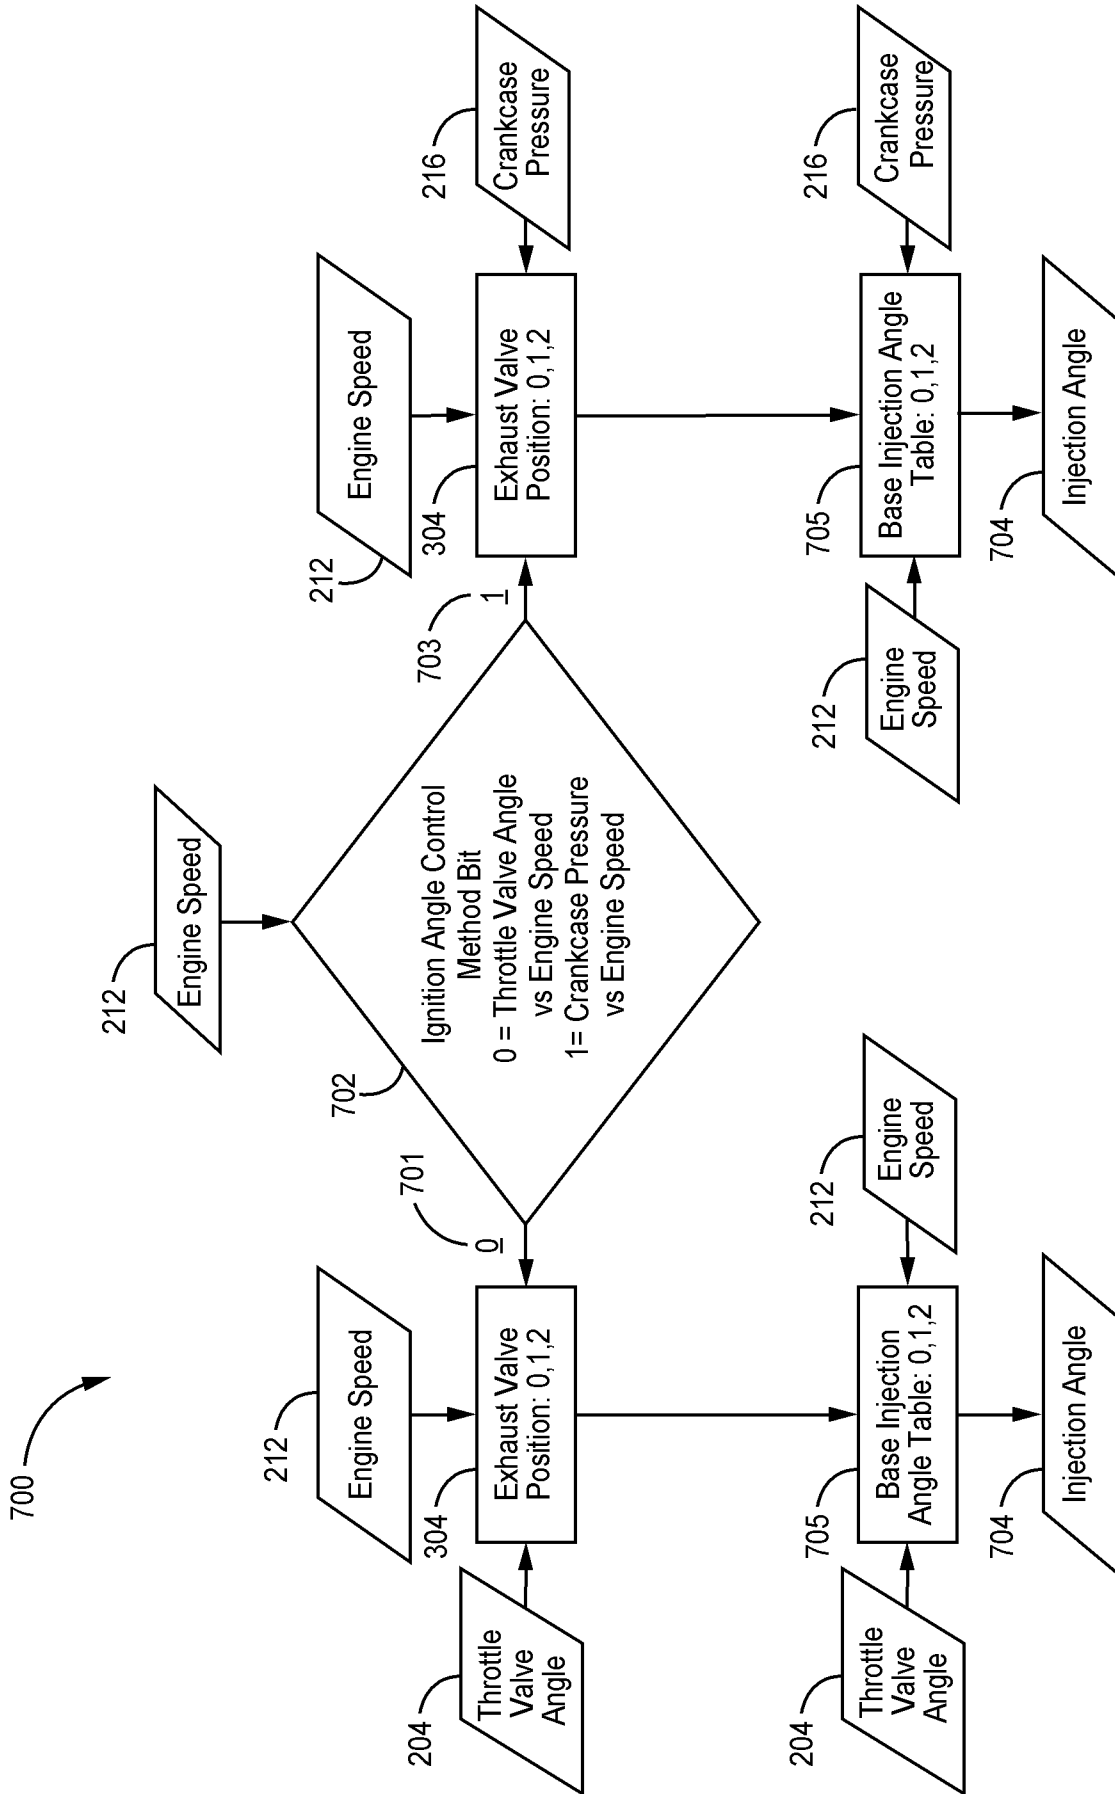 700
212
Engine Speed
702
Ignition Angle Control
Method Bit
0 = Throttle Valve Angle
vs Engine Speed
1= Crankcase Pressure
vs Engine Speed
701
0
703
1
212
Engine Speed
204
Throttle
Valve
Angle
304
Exhaust Valve
Position: 0,1,2
212
Engine Speed
304
Exhaust Valve
Position: 0,1,2
216
Crankcase
Pressure
204
Throttle
Valve
Angle
705
Base Injection
Angle Table: 0,1,2
212
Engine
Speed
704
Injection Angle
212
Engine
Speed
705
Base Injection Angle
Table: 0,1,2
216
Crankcase
Pressure
704
Injection Angle